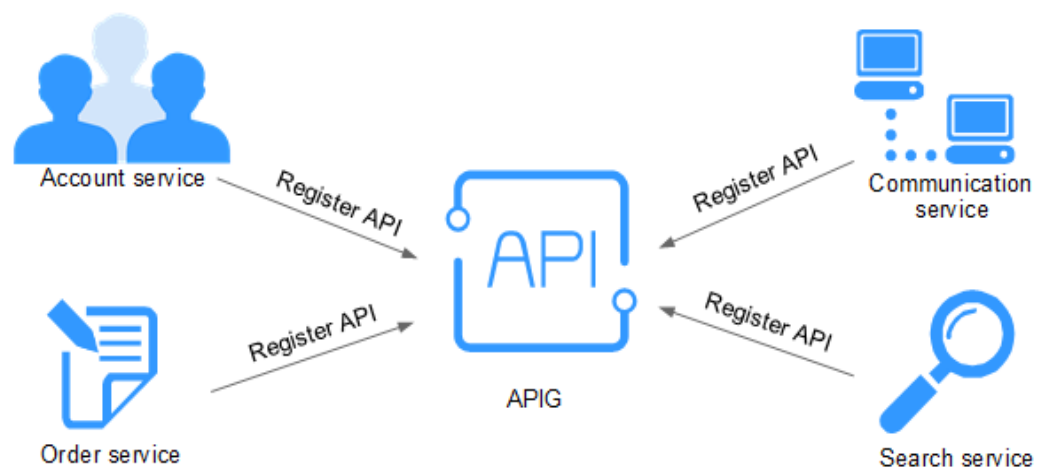 Account service
Register API
Register API
Communication
service
API
Register API
Register API
APIG
Order service
Search service